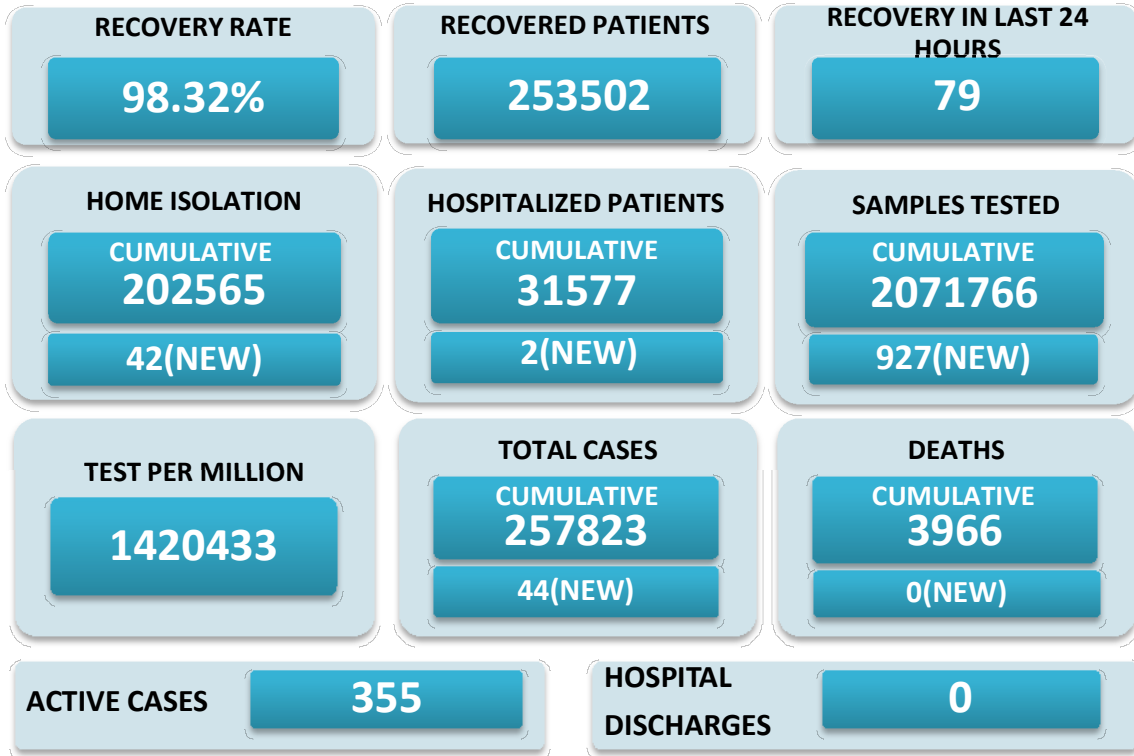 RECOVERY RATE
98.32%
RECOVERED PATIENTS
253502
RECOVERY IN LAST 24
HOURS
79
HOME ISOLATION
CUMULATIVE
202565
42(NEW)
HOSPITALIZED PATIENTS
CUMULATIVE
31577
2(NEW)
SAMPLES TESTED
CUMULATIVE
2071766
927(NEW)
TEST PER MILLION
1420433
TOTAL CASES
CUMULATIVE
257823
44(NEW)
DEATHS
CUMULATIVE
3966
0(NEW)
ACTIVE CASES
355
HOSPITAL
DISCHARGES
0